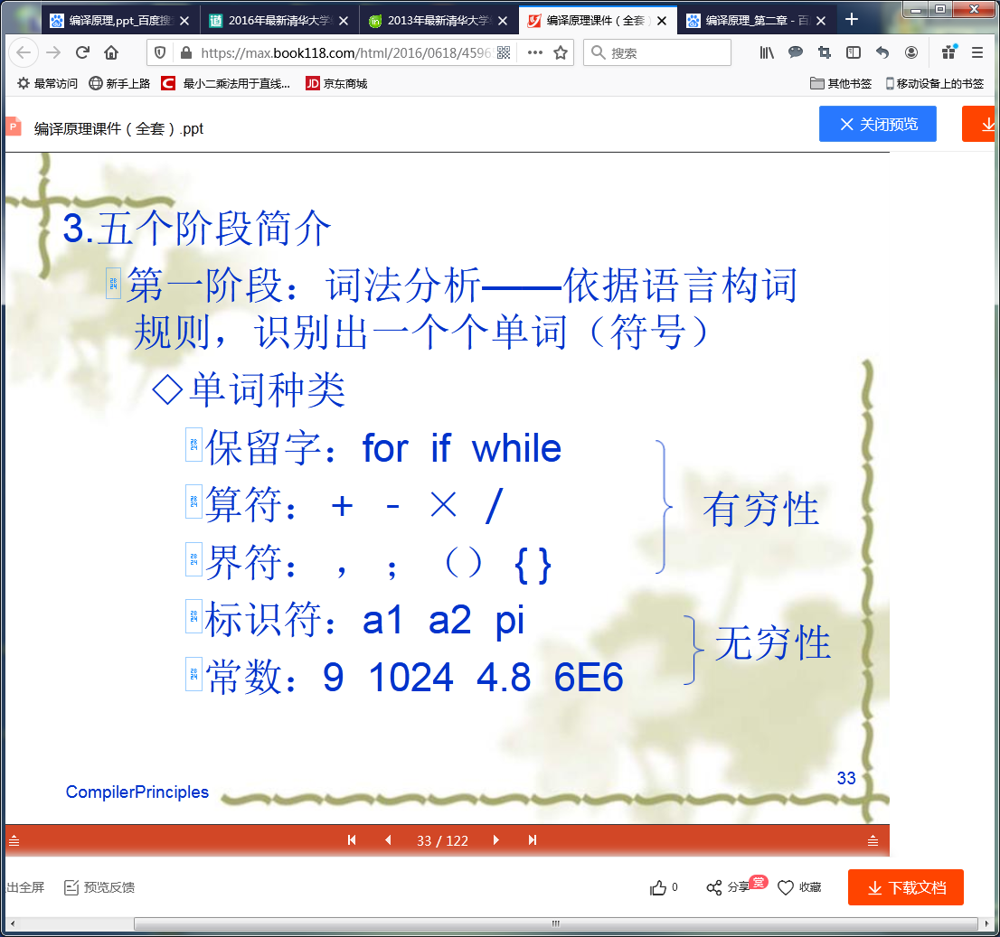 编译原理.ppt_百度搜
2016年最新清华大学
2013年最新清华大学
编译原理课件（全套）
编译原理_第二章 - 百
https://max.book118.com/html/2016/0618/4596
搜索
最常访问
新手上路
最小二乘法用于直线...
JD 京东商城
其他书签
移动设备上的书签
编译原理课件（全套）.ppt
关闭预览
3.五个阶段简介
第一阶段：词法分析——依据语言构词
规则，识别出一个个单词（符号）
◇单词种类
保留字：for if while
算符：+ - × /
有穷性
界符：，；（）{ }
标识符：a1 a2 pi
无穷性
常数：9 1024 4.8 6E6
33
CompilerPrinciples
33 / 122
出全屏
预览反馈
0
分享
赏
收藏
下载文档